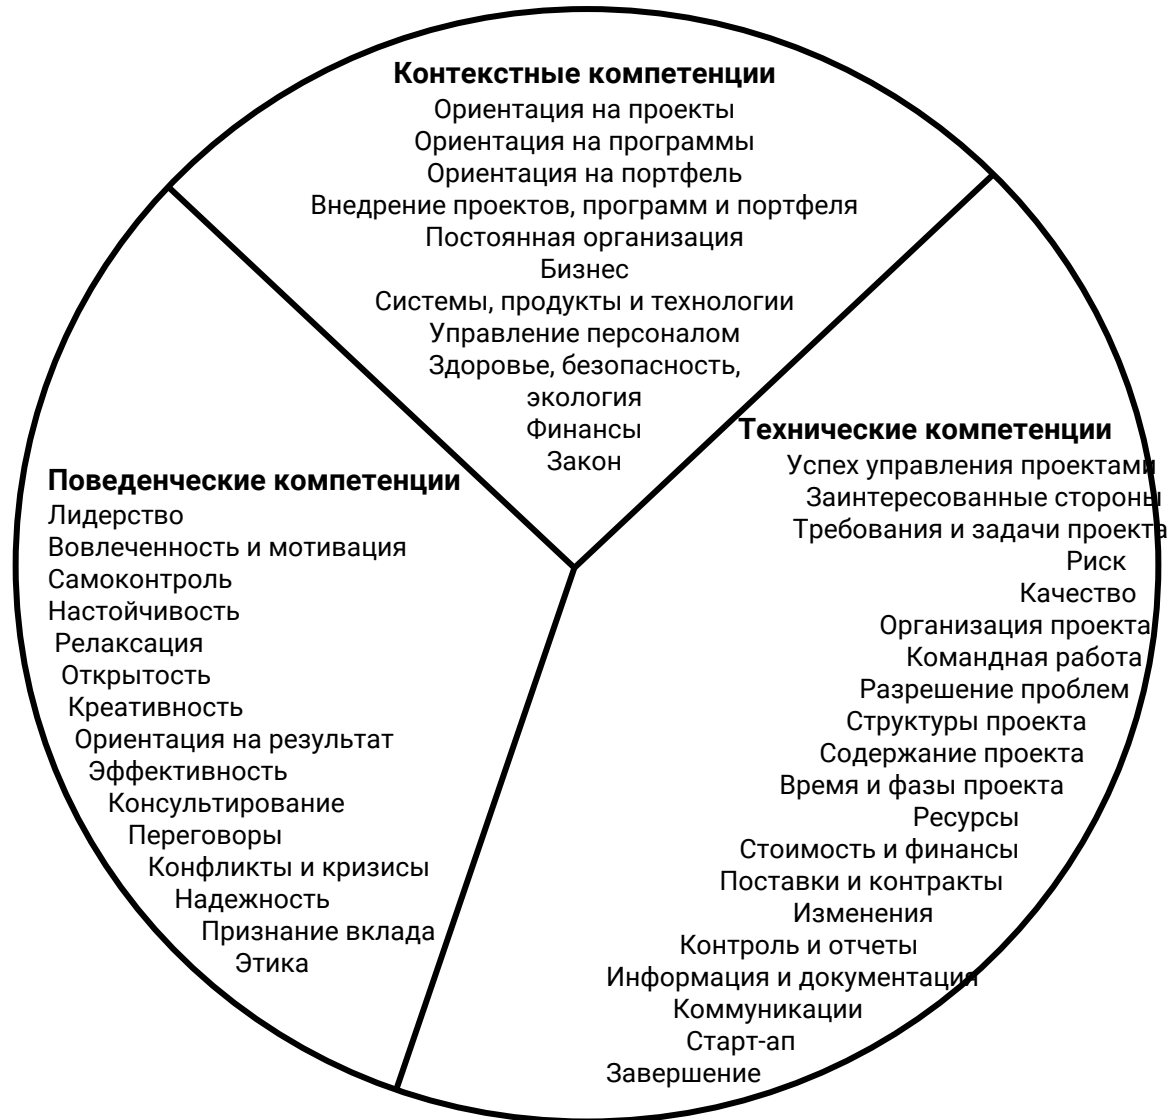 Контекстные компетенции
Ориентация на проекты
Ориентация на программы
Ориентация на портфель
Внедрение проектов, программ и портфеля
Постоянная организация
Бизнес
Системы, продукты и технологии
Управление персоналом
Здоровье, безопасность,
экология
Финансы
Закон
Технические компетенции
Успех управления проектами
Заинтересованные стороны
Требования и задачи проекта
Риск
Качество
Организация проекта
Командная работа
Разрешение проблем
Структуры проекта
Содержание проекта
Время и фазы проекта
Ресурсы
Стоимость и финансы
Поставки и контракты
Изменения
Контроль и отчеты
Информация и документация
Коммуникации
Старт-ап
Завершение
Поведенческие компетенции
Лидерство
Вовлеченность и мотивация
Самоконтроль
Настойчивость
Релаксация
Открытость
Креативность
Ориентация на результат
Эффективность
Консультирование
Переговоры
Конфликты и кризисы
Надежность
Признание вклада
Этика